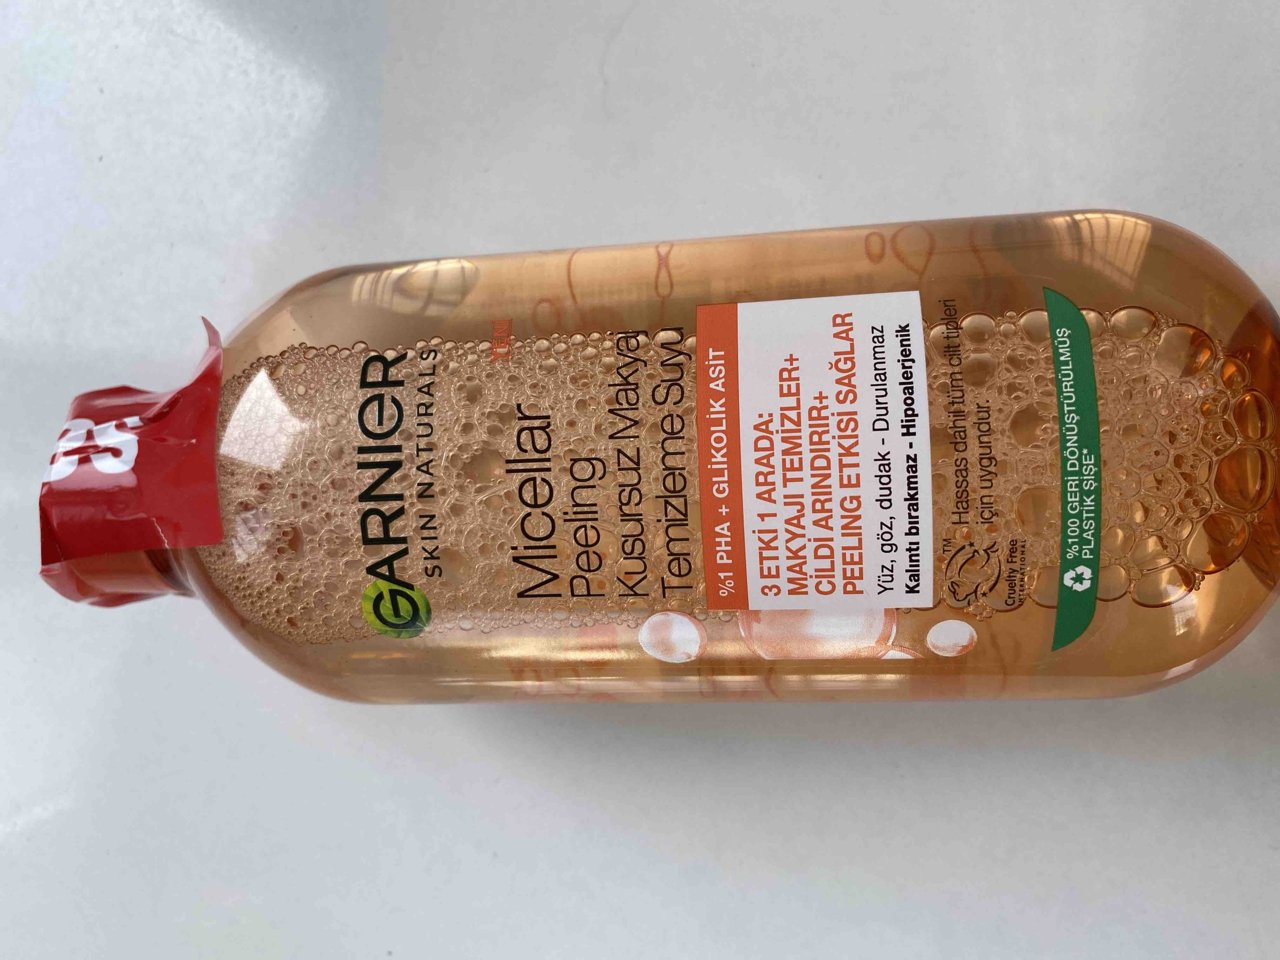 GARNIER
SKIN NATURALS
YENİ
Micellar
Peeling
Kusursuz Makyaj
Temizleme Suyu
%1 PHA + GLİKOLİK ASİT
3 ETKİ 1 ARADA:
MAKYAJI TEMİZLER+
CİLDİ ARINDIRIR+
PEELING ETKİSİ SAĞLAR
Yüz, göz, dudak - Durulanmaz
Kalıntı bırakmaz - Hipoalerjenik
TM
Hassas dahil tüm cilt tipleri
için uygundur.
Cruelty Free
INTERNATIONAL
%100 GERİ DÖNÜŞTÜRÜLMÜŞ
PLASTİK ŞİŞE*